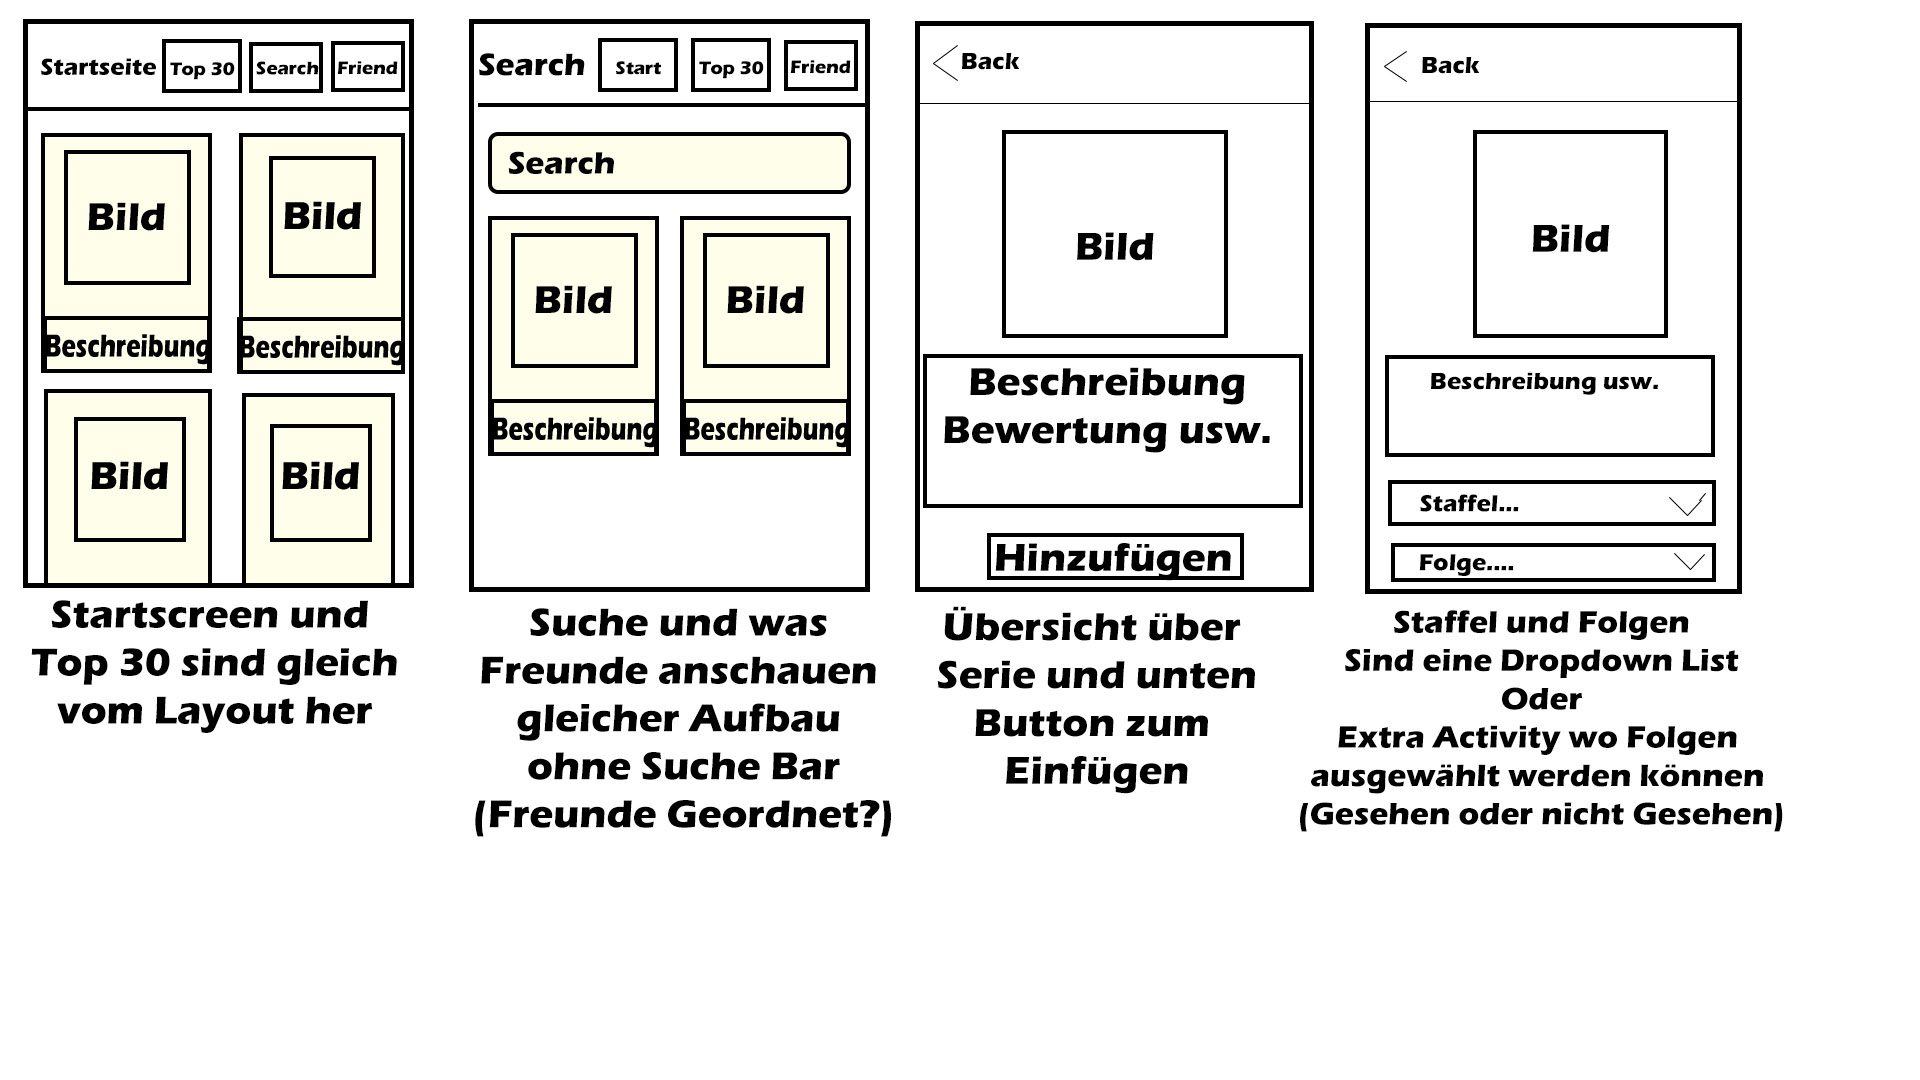 Startseite Top 30 Search Friend
Bild Bild
Beschreibung Beschreibung
Bild Bild
Startscreen und
Top 30 sind gleich
vom Layout her
Search Start Top 30 Friend
Search
Bild Bild
Beschreibung Beschreibung
Suche und was
Freunde anschauen
gleicher Aufbau
ohne Suche Bar
(Freunde Geordnet?)
Back
Bild
Beschreibung
Bewertung usw.
Hinzufügen
Übersicht über
Serie und unten
Button zum
Einfügen
Back
Bild
Beschreibung usw.
Staffel...
Folge....
Staffel und Folgen
Sind eine Dropdown List
Oder
Extra Activity wo Folgen
ausgewählt werden können
(Gesehen oder nicht Gesehen)